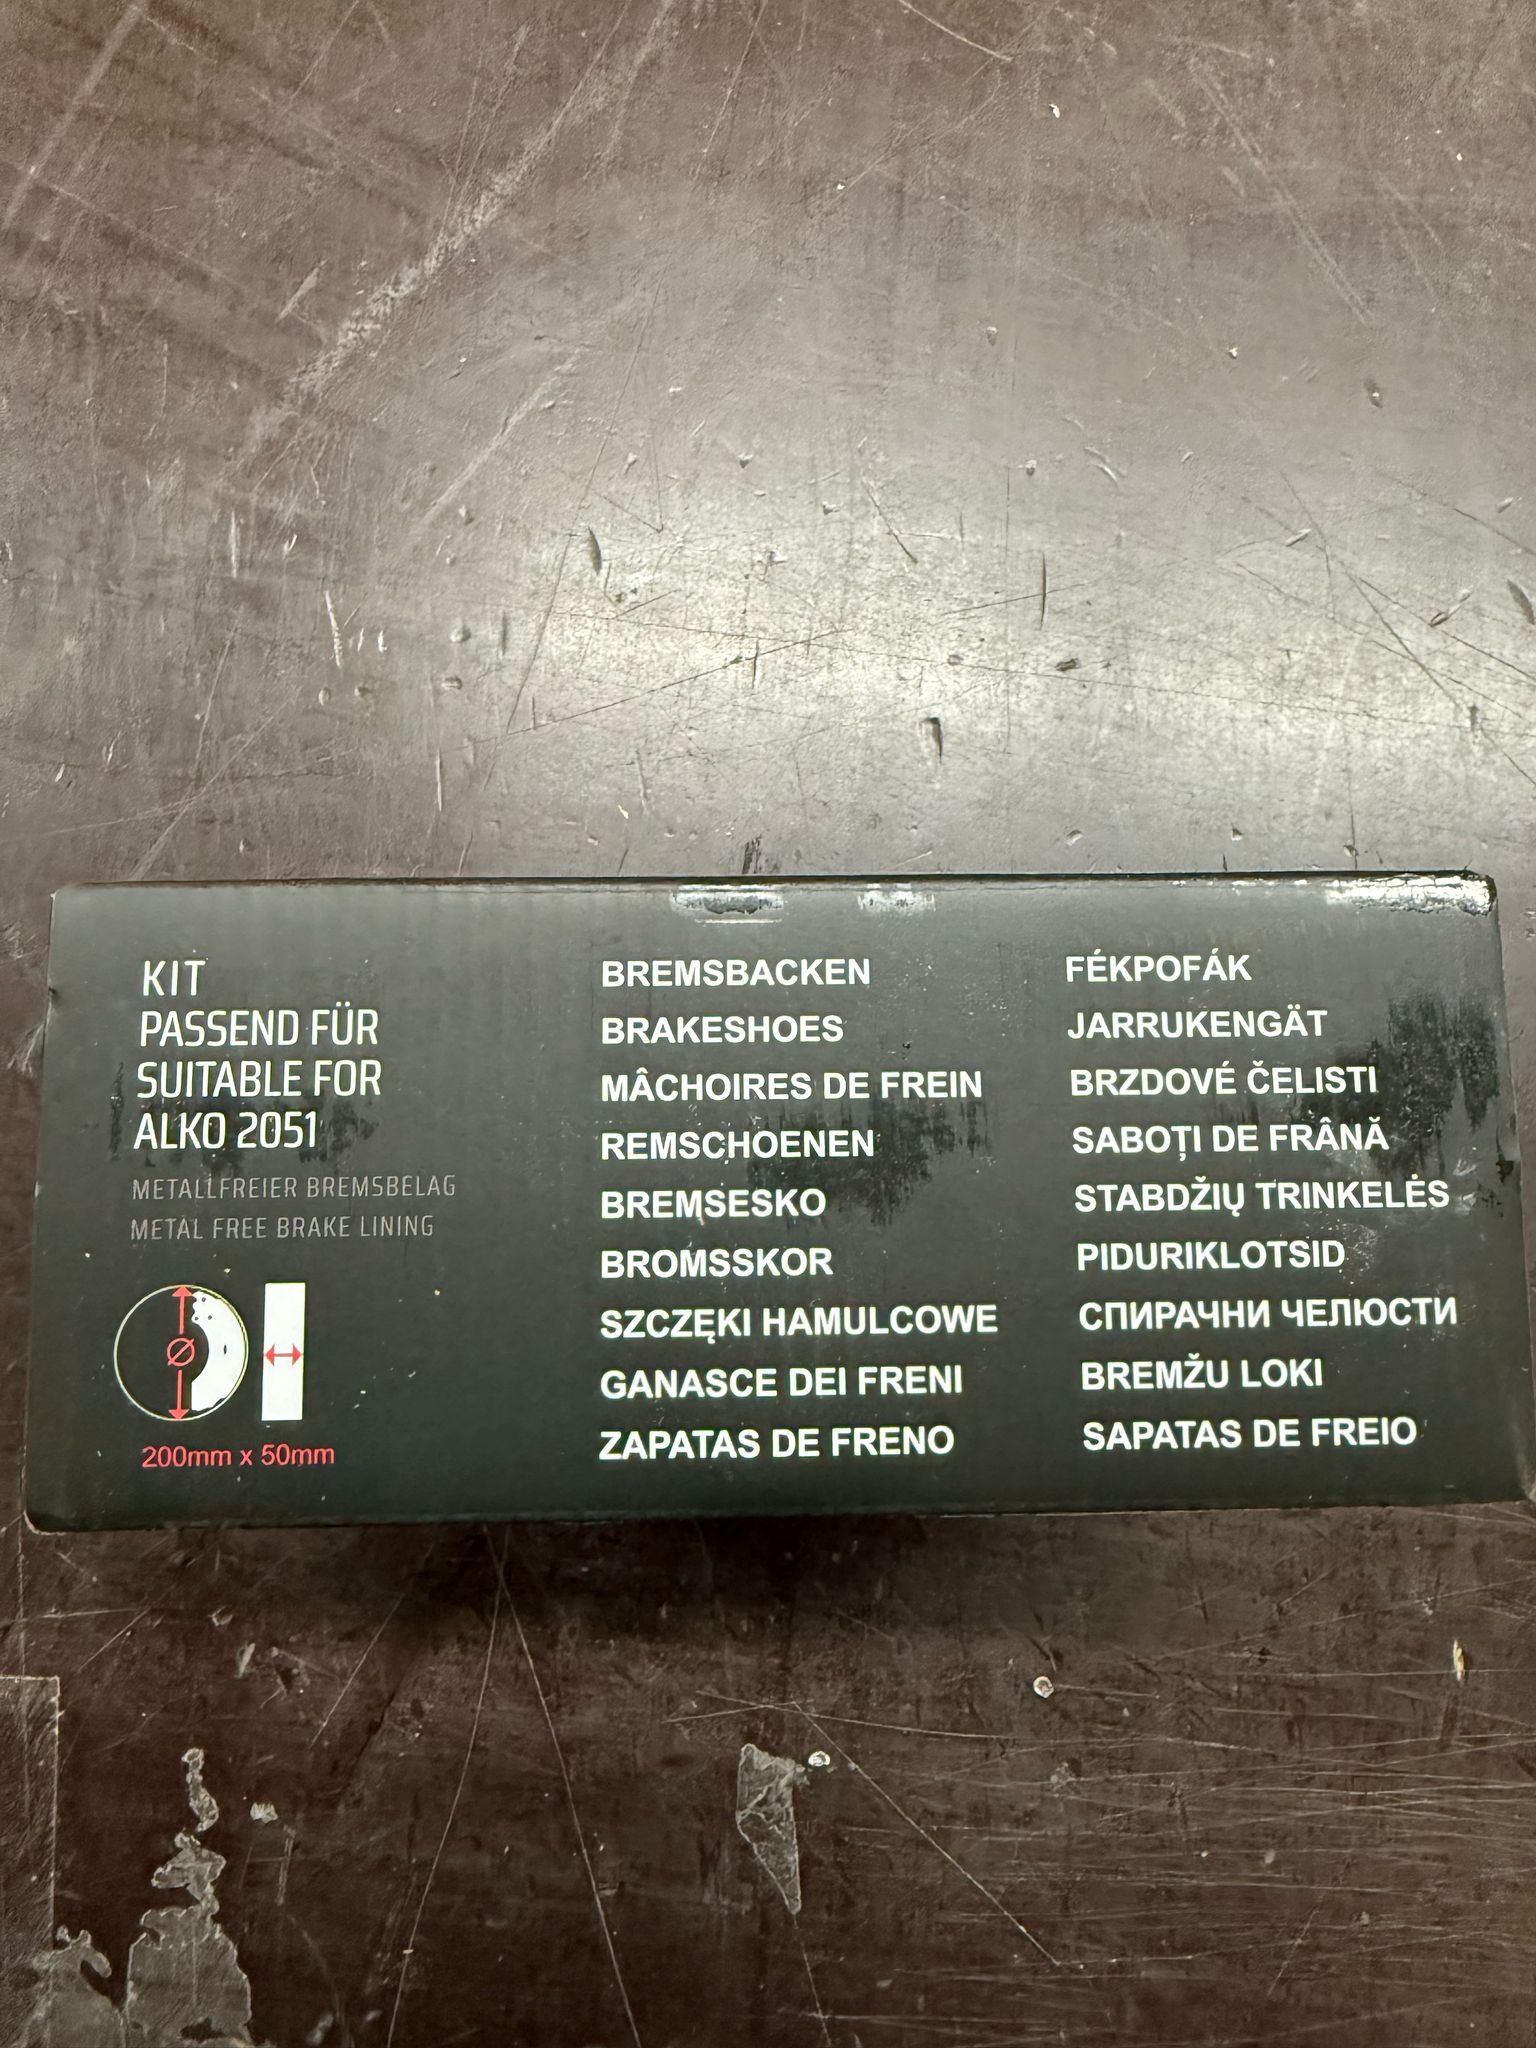 KIT
PASSEND FÜR
SUITABLE FOR
ALKO 2051
METALLFREIER BREMSBELAG
METAL FREE BRAKE LINING
Ø
200mm x 50mm
BREMSBACKEN
BRAKESHOES
MÂCHOIRES DE FREIN
REMSCHOENEN
BREMSESKO
BROMSSKOR
SZCZĘKI HAMULCOWE
GANASCE DEI FRENI
ZAPATAS DE FRENO
FÉKPOFÁK
JARRUKENGÄT
BRZDOVÉ ČELISTI
SABOȚI DE FRÂNĂ
STABDŽIŲ TRINKELĖS
PIDURIKLOTSID
СПИРАЧНИ ЧЕЛЮСТИ
BREMŽU LOKI
SAPATAS DE FREIO